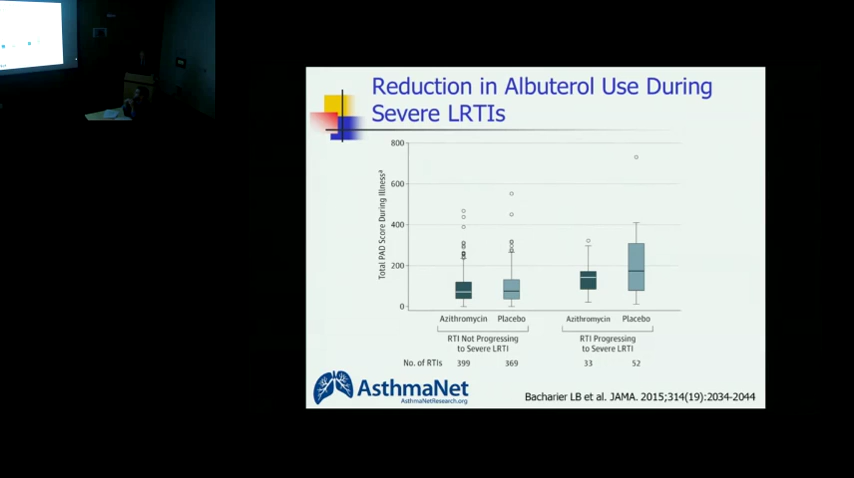 Reduction in Albuterol Use During
Severe LRTIs
800
600
400
200
0
Total PAD Score During Illnessᵃ
Azithromycin Placebo Azithromycin Placebo
RTI Not Progressing RTI Progressing
to Severe LRTI to Severe LRTI
No. of RTIs 399 369 33 52
AsthmaNet
AsthmaNetResearch.org
Bacharier LB et al. JAMA. 2015;314(19):2034-2044